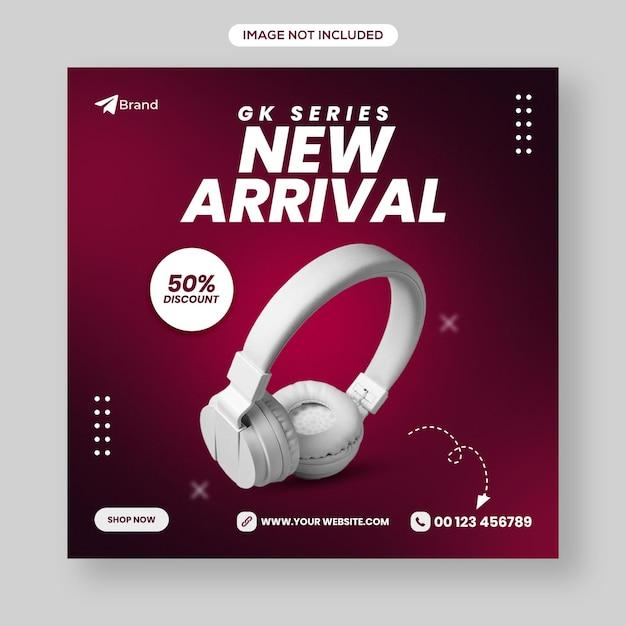 IMAGE NOT INCLUDED
Brand
GK SERIES
NEW
ARRIVAL
50%
DISCOUNT
SHOP NOW
WWW.YOUR WEBSITE.COM
00 123 456789